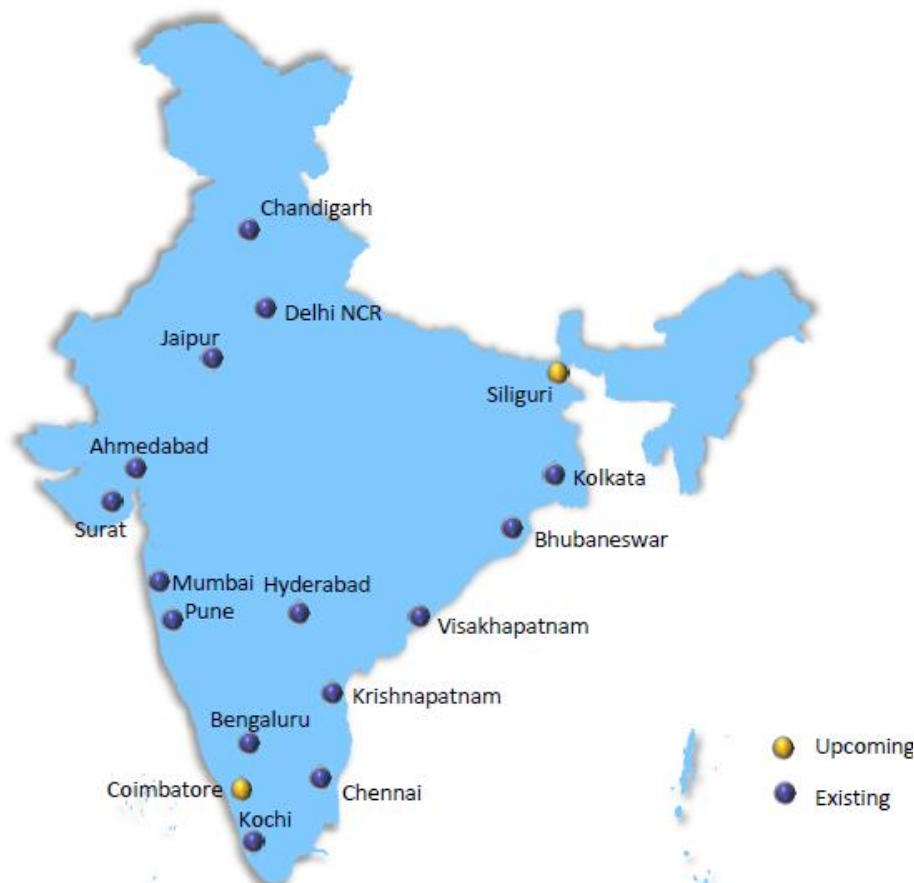 Chandigarh
Delhi NCR
Jaipur
Siliguri
Ahmedabad
Kolkata
Surat
Bhubaneswar
Mumbai
Hyderabad
Pune
Visakhapatnam
Krishnapatnam
Bengaluru
Upcoming
Coimbatore
Chennai
Existing
Kochi